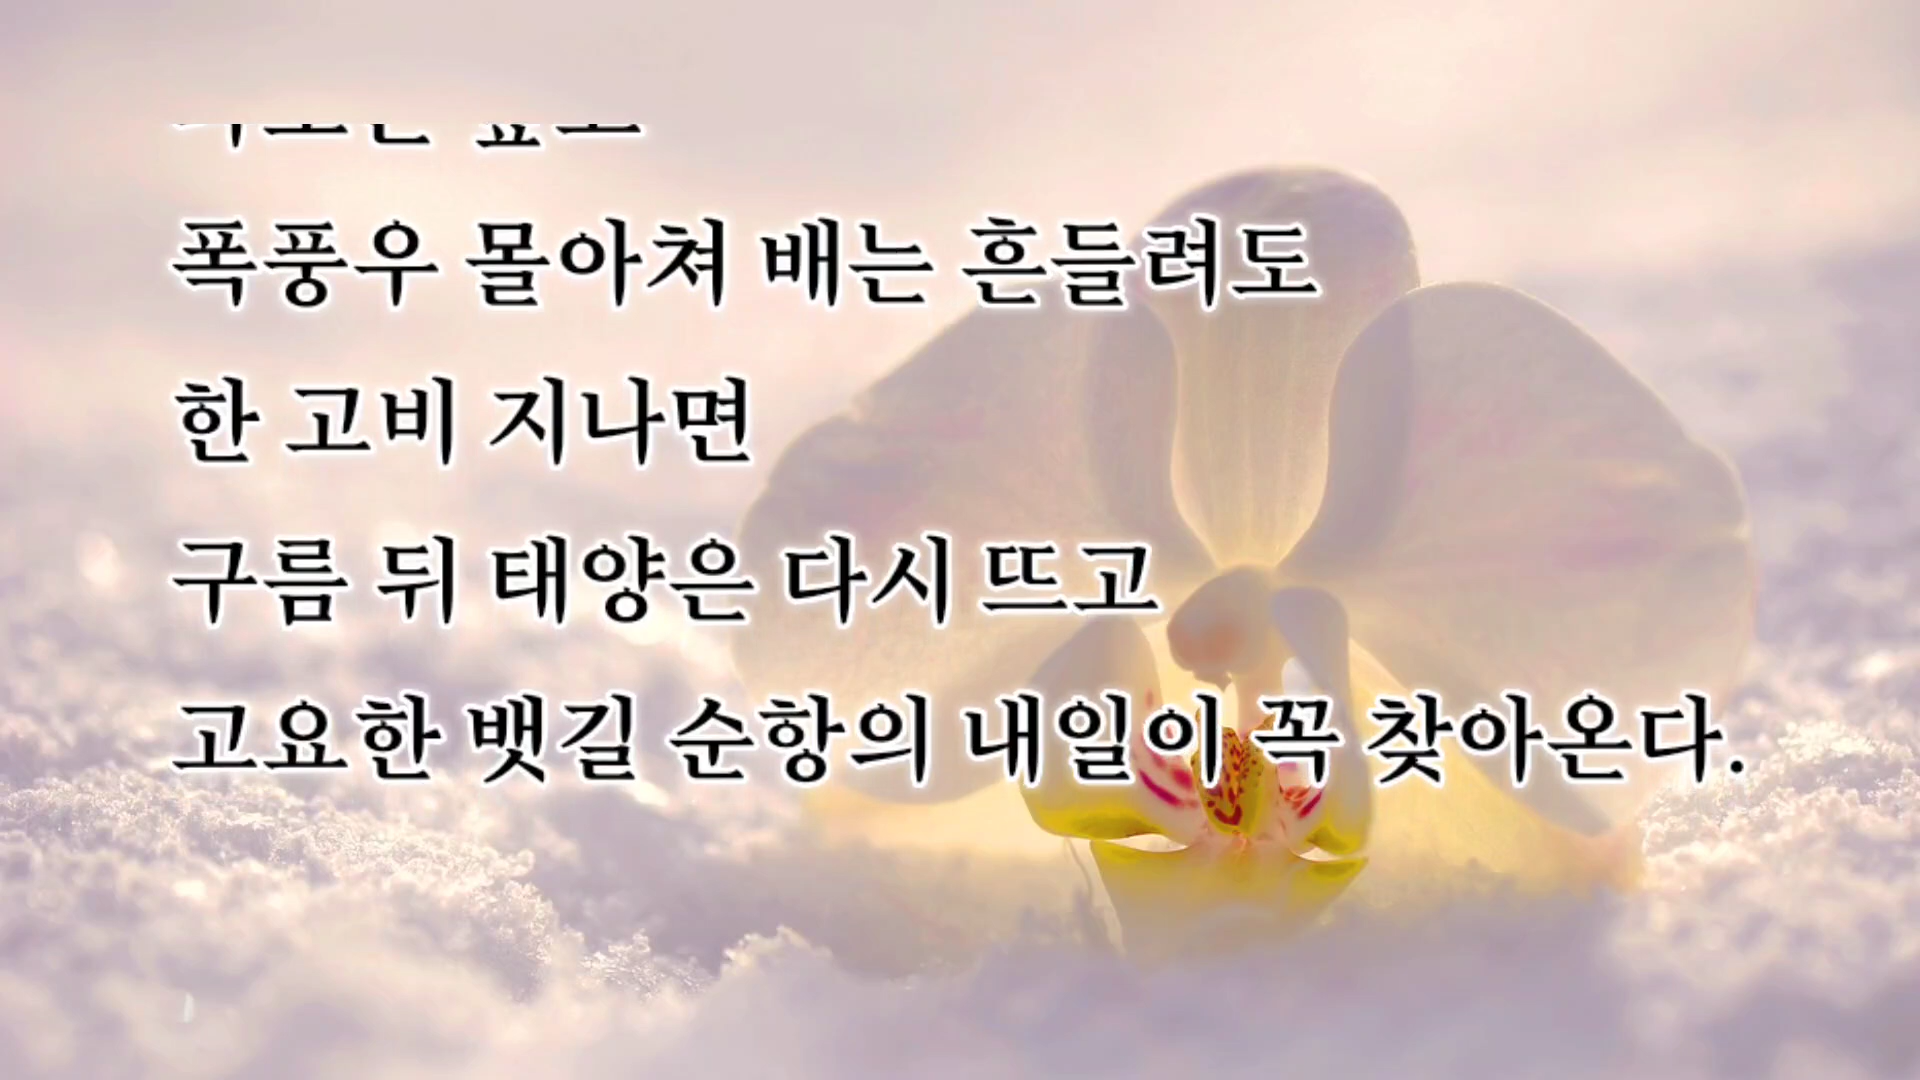 폭풍우 몰아쳐 배는 흔들려도
한 고비 지나면
구름 뒤 태양은 다시 뜨고
고요한 뱃길 순항의 내일이 꼭 찾아온다.